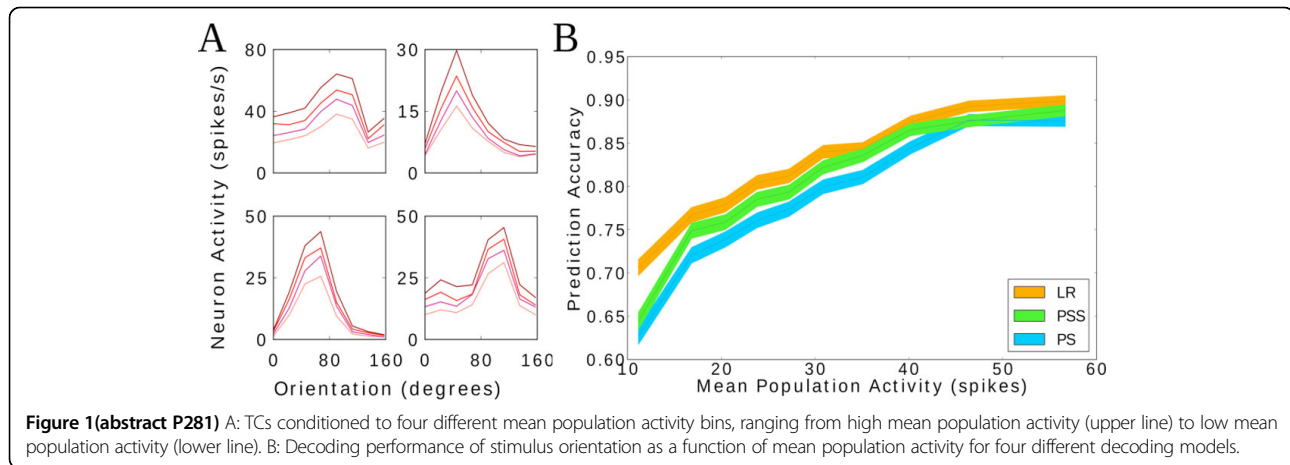 A
B
Neuron Activity (spikes/s)
80
40
0
30
15
0
50
25
0
0 80 160
50
25
0
0 80 160
Orientation (degrees)
Prediction Accuracy
0.95
0.90
0.85
0.80
0.75
0.70
0.65
0.60
10 20 30 40 50 60
Mean Population Activity (spikes)
LR
PSS
PS
Figure 1(abstract P281) A: TCs conditioned to four different mean population activity bins, ranging from high mean population activity (upper line) to low mean
population activity (lower line). B: Decoding performance of stimulus orientation as a function of mean population activity for four different decoding models.